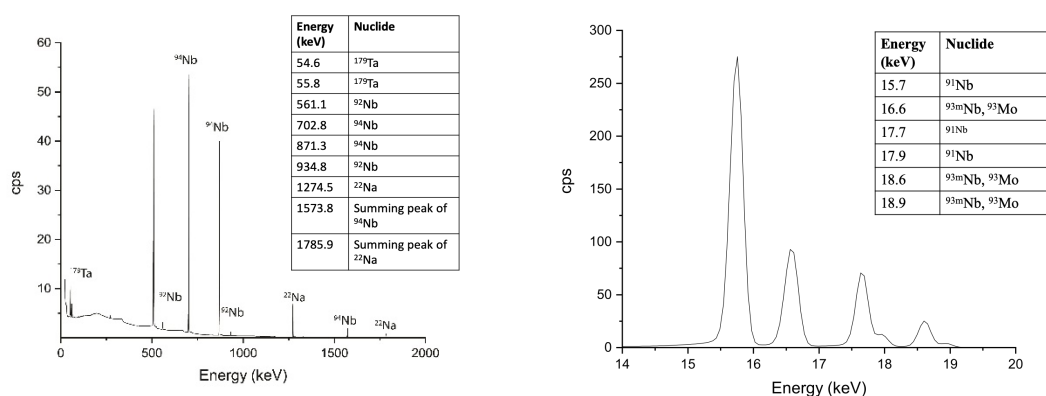 Energy (keV) Nuclide
54.6 ¹⁷⁹Ta
55.8 ¹⁷⁹Ta
561.1 ⁹²Nb
702.8 ⁹⁴Nb
871.3 ⁹⁴Nb
934.8 ⁹²Nb
1274.5 ²²Na
1573.8 Summing peak of ⁹⁴Nb
1785.9 Summing peak of ²²Na
60
50
40
30
20
10
cps
¹⁷⁹Ta
⁹²Nb
⁹⁴Nb
⁹⁴Nb
⁹²Nb
²²Na
⁹⁴Nb
²²Na
0 500 1000 1500 2000
Energy (keV)
Energy (keV) Nuclide
15.7 ⁹¹Nb
16.6 ⁹³ᵐNb, ⁹³Mo
17.7 ⁹¹ᴺᵇ
17.9 ⁹¹Nb
18.6 ⁹³ᵐNb, ⁹³Mo
18.9 ⁹³ᵐNb, ⁹³Mo
300
250
200
150
100
50
0
cps
14 15 16 17 18 19 20
Energy (keV)